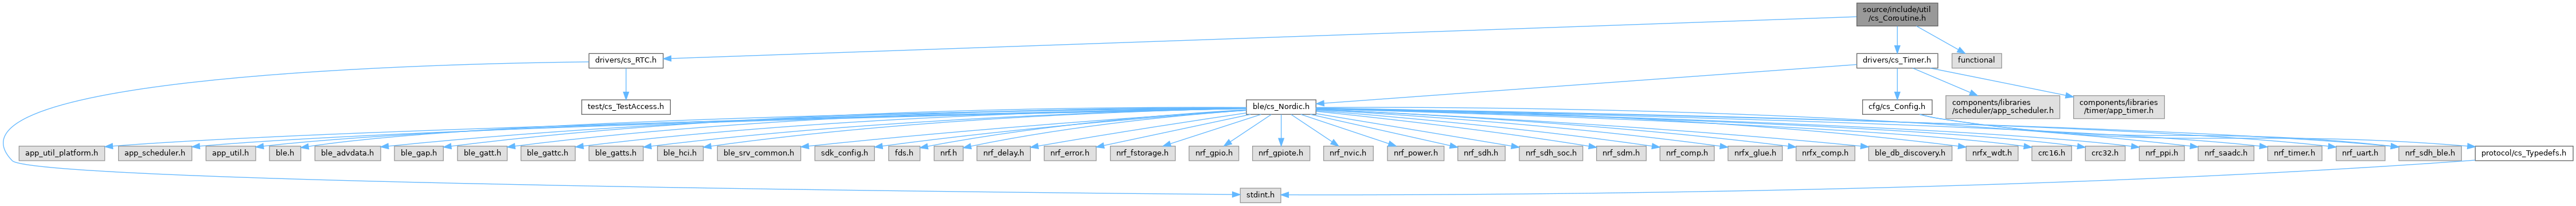 source/include/util
/cs_Coroutine.h
drivers/cs_RTC.h
drivers/cs_Timer.h
functional
test/cs_TestAccess.h
ble/cs_Nordic.h
cfg/cs_Config.h
components/libraries
/scheduler/app_scheduler.h
components/libraries
/timer/app_timer.h
app_util_platform.h
app_scheduler.h
app_util.h
ble.h
ble_advdata.h
ble_gap.h
ble_gatt.h
ble_gattc.h
ble_gatts.h
ble_hci.h
ble_srv_common.h
sdk_config.h
fds.h
nrf.h
nrf_delay.h
nrf_error.h
nrf_fstorage.h
nrf_gpio.h
nrf_gpiote.h
nrf_nvic.h
nrf_power.h
nrf_sdh.h
nrf_sdh_soc.h
nrf_sdm.h
nrf_comp.h
nrfx_glue.h
nrfx_comp.h
ble_db_discovery.h
nrfx_wdt.h
crc16.h
crc32.h
nrf_ppi.h
nrf_saadc.h
nrf_timer.h
nrf_uart.h
nrf_sdh_ble.h
protocol/cs_Typedefs.h
stdint.h